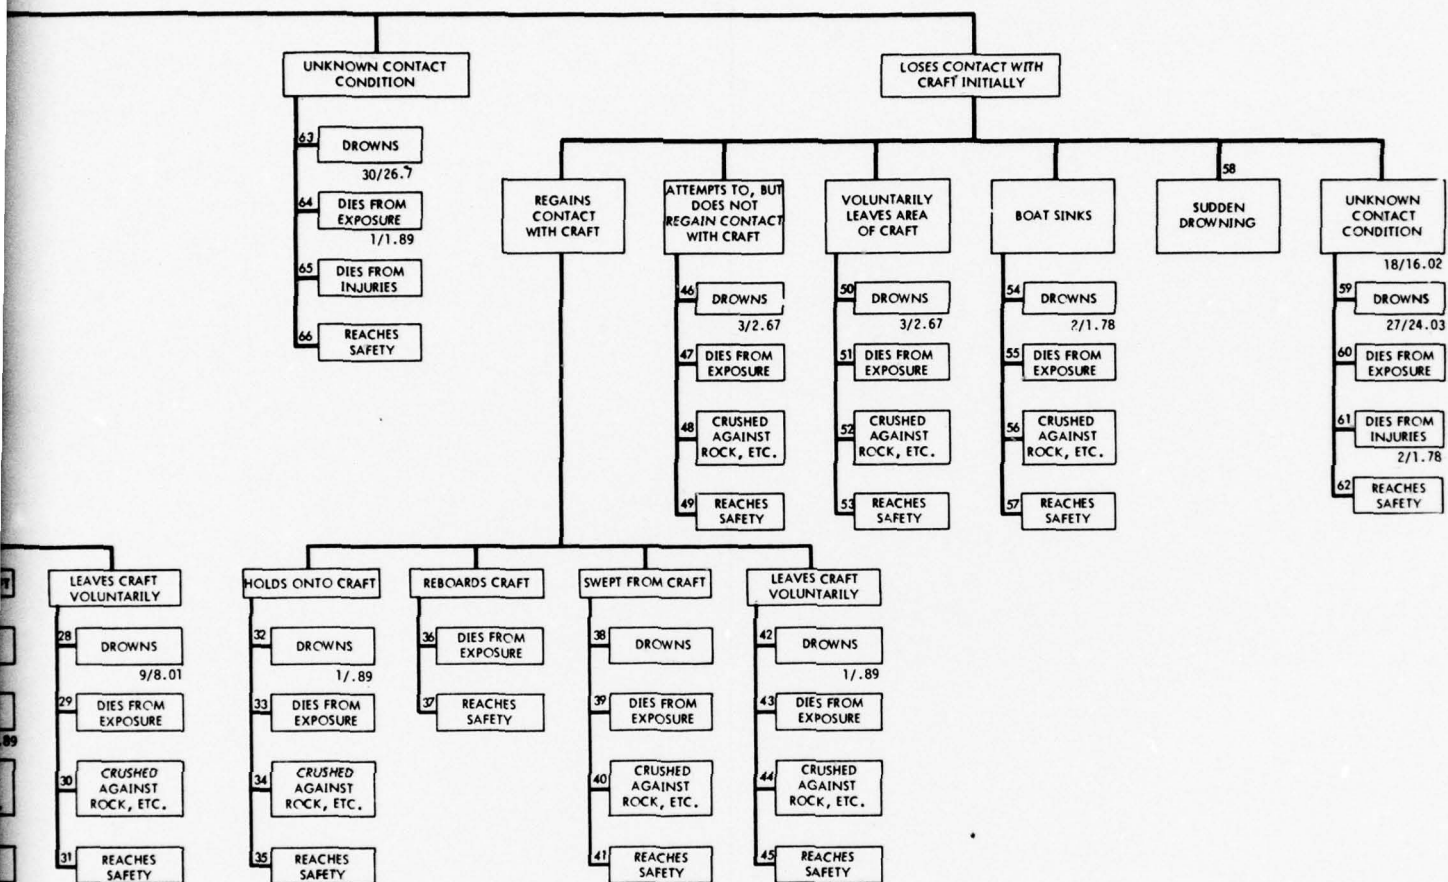 UNKNOWN CONTACT
CONDITION
63
DROWNS
30/26.7
64
DIES FROM
EXPOSURE
1/1.89
65
DIES FROM
INJURIES
66
REACHES
SAFETY
LOSES CONTACT WITH
CRAFT INITIALLY
REGAINS
CONTACT
WITH CRAFT
ATTEMPTS TO, BUT
DOES NOT
REGAIN CONTACT
WITH CRAFT
46
DROWNS
3/2.67
47
DIES FROM
EXPOSURE
48
CRUSHED
AGAINST
ROCK, ETC.
49
REACHES
SAFETY
VOLUNTARILY
LEAVES AREA
OF CRAFT
50
DROWNS
3/2.67
51
DIES FROM
EXPOSURE
52
CRUSHED
AGAINST
ROCK, ETC.
53
REACHES
SAFETY
BOAT SINKS
54
DROWNS
2/1.78
55
DIES FROM
EXPOSURE
56
CRUSHED
AGAINST
ROCK, ETC.
57
REACHES
SAFETY
58
SUDDEN
DROWNING
UNKNOWN
CONTACT
CONDITION
18/16.02
59
DROWNS
27/24.03
60
DIES FROM
EXPOSURE
61
DIES FROM
INJURIES
2/1.78
62
REACHES
SAFETY
.89
LEAVES CRAFT
VOLUNTARILY
28
DROWNS
9/8.01
29
DIES FROM
EXPOSURE
30
CRUSHED
AGAINST
ROCK, ETC.
31
REACHES
SAFETY
HOLDS ONTO CRAFT
32
DROWNS
1/.89
33
DIES FROM
EXPOSURE
34
CRUSHED
AGAINST
ROCK, ETC.
35
REACHES
SAFETY
REBOARDS CRAFT
36
DIES FROM
EXPOSURE
37
REACHES
SAFETY
SWEPT FROM CRAFT
38
DROWNS
39
DIES FROM
EXPOSURE
40
CRUSHED
AGAINST
ROCK, ETC.
41
REACHES
SAFETY
LEAVES CRAFT
VOLUNTARILY
42
DROWNS
1/.89
43
DIES FROM
EXPOSURE
44
CRUSHED
AGAINST
ROCK, ETC.
45
REACHES
SAFETY